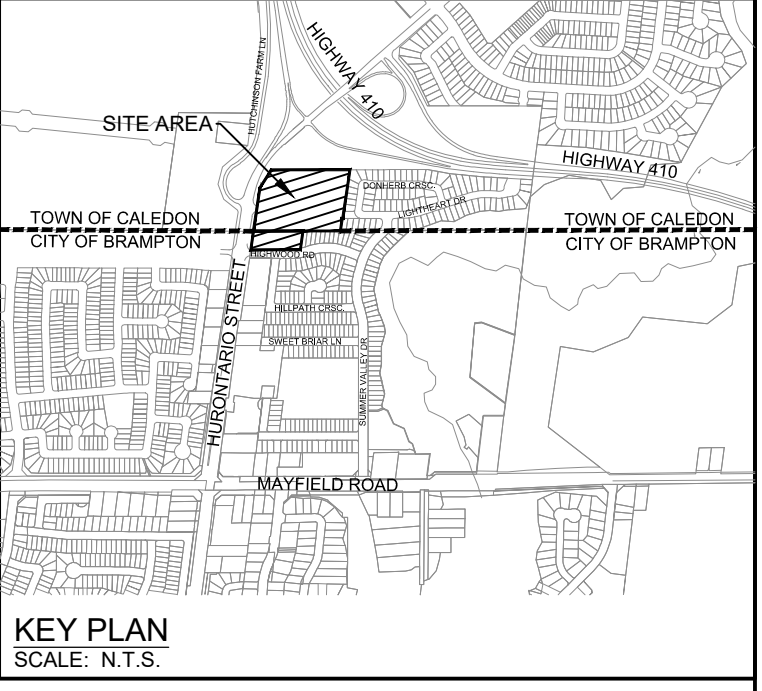 HUTCHINSON FARM LN
HIGHWAY 410
SITE AREA
HIGHWAY 410
DONHERB CRSC.
LIGHTHEART DR
TOWN OF CALEDON
CITY OF BRAMPTON
TOWN OF CALEDON
CITY OF BRAMPTON
HIGHWOOD RD
HURONTARIO STREET
HILLPATH CRSC.
SWEET BRIAR LN
SUMMER VALLEY DR
MAYFIELD ROAD
KEY PLAN
SCALE: N.T.S.